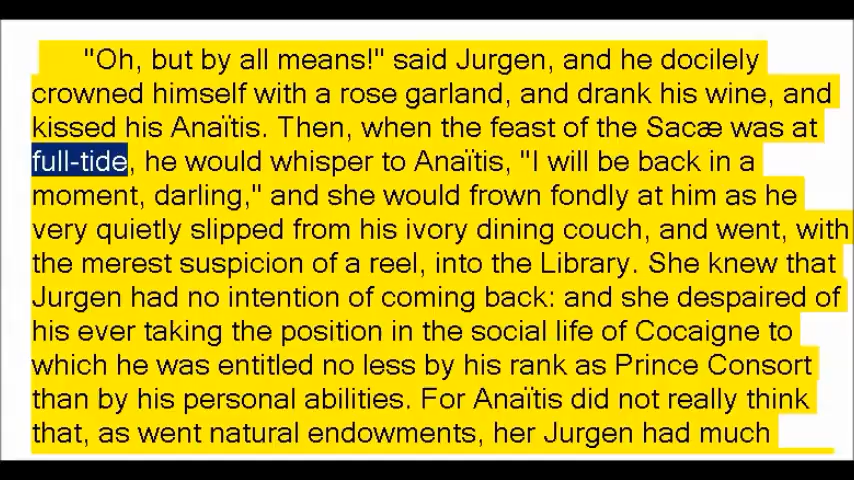 "Oh, but by all means!" said Jurgen, and he docilely
crowned himself with a rose garland, and drank his wine, and
kissed his Anaïtis. Then, when the feast of the Sacæ was at
full-tide, he would whisper to Anaïtis, "I will be back in a
moment, darling," and she would frown fondly at him as he
very quietly slipped from his ivory dining couch, and went, with
the merest suspicion of a reel, into the Library. She knew that
Jurgen had no intention of coming back: and she despaired of
his ever taking the position in the social life of Cocaigne to
which he was entitled no less by his rank as Prince Consort
than by his personal abilities. For Anaïtis did not really think
that, as went natural endowments, her Jurgen had much